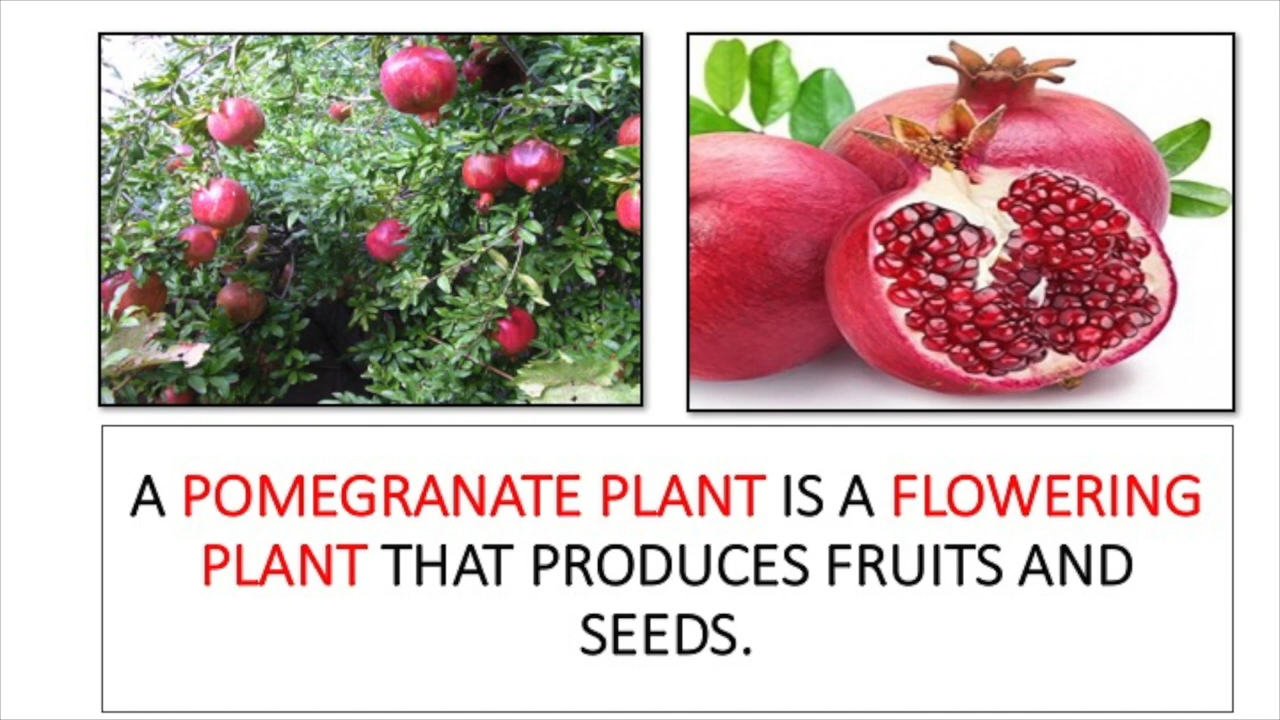 A POMEGRANATE PLANT IS A FLOWERING
PLANT THAT PRODUCES FRUITS AND
SEEDS.